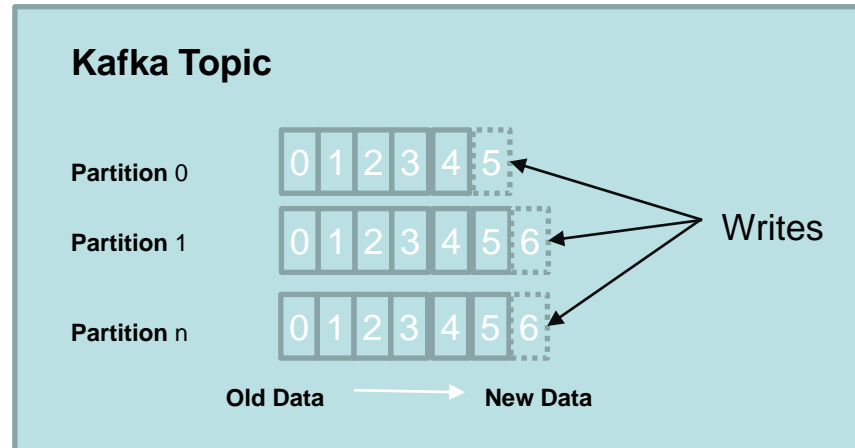 Kafka Topic
Partition 0
0 1 2 3 4 5
Partition 1
0 1 2 3 4 5 6
Writes
Partition n
0 1 2 3 4 5 6
Old Data
New Data